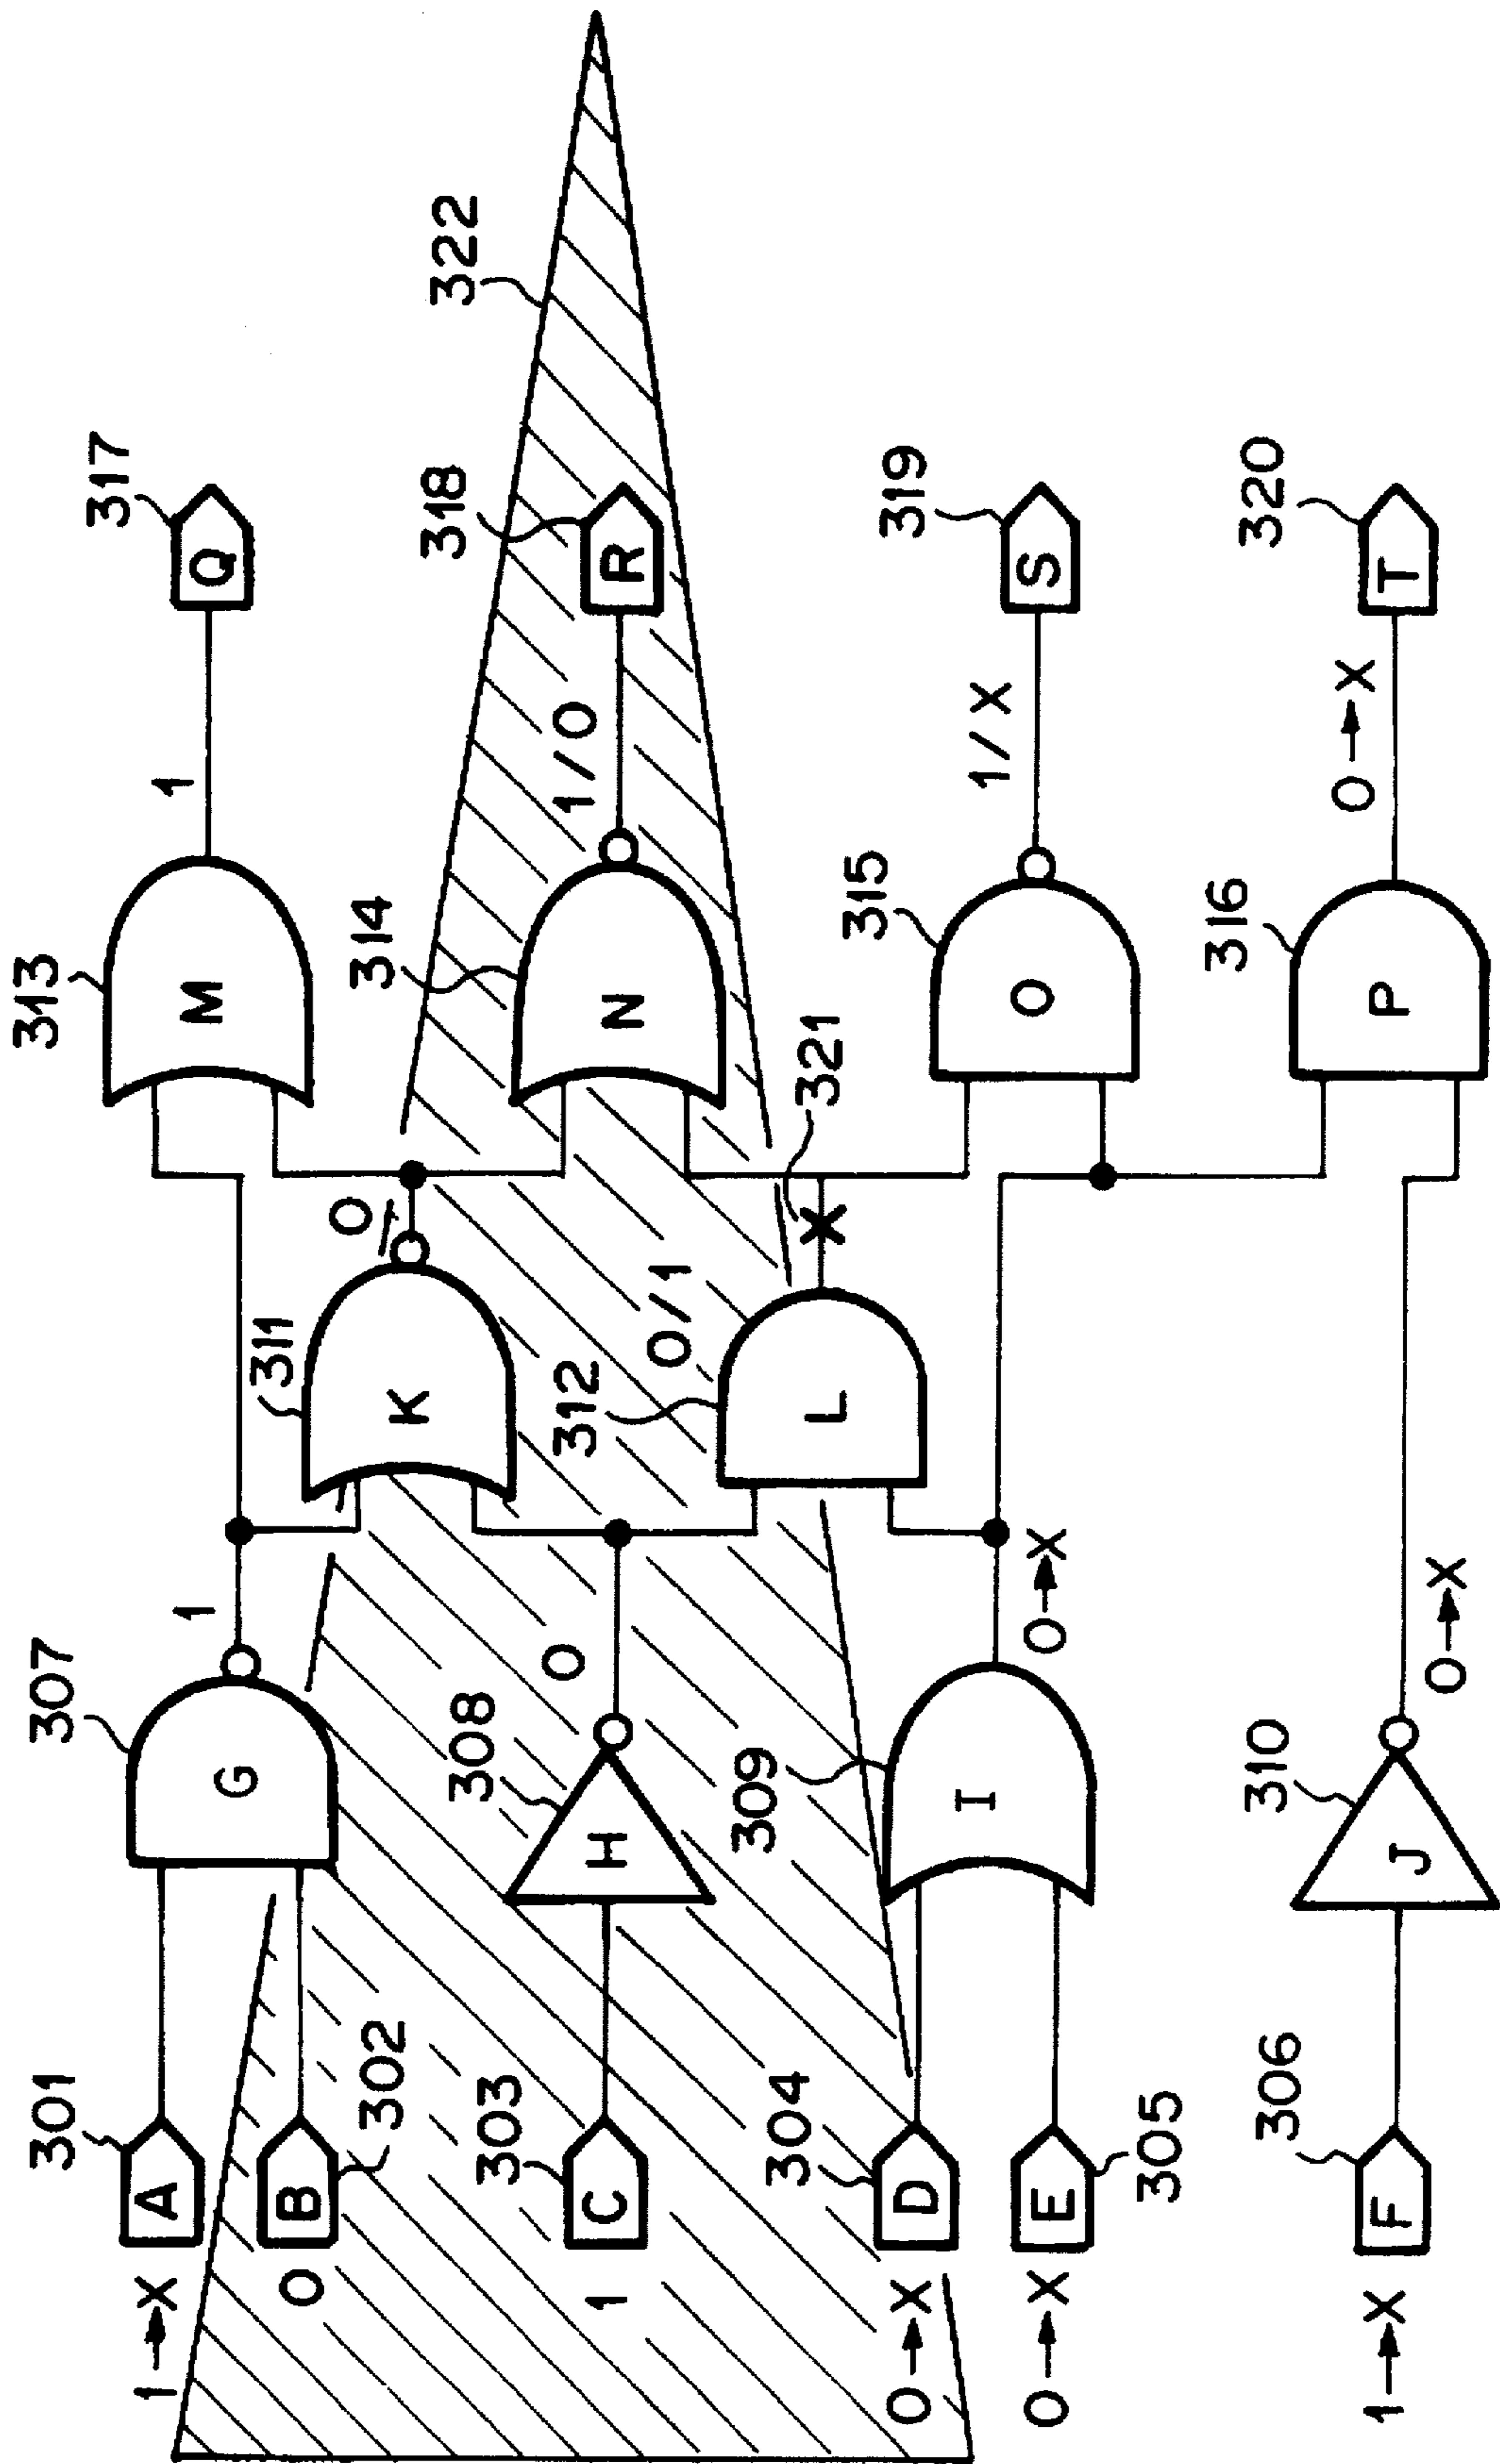 301
A
1→X
B
0
302
303
C
1
304
D
0→X
E
0→X
305
306
F
1→X
307
G
1
308
H
0
309
I
0→X
310
J
0→X
311
K
0
312
L
0/1
X
321
313
M
1
314
N
1/0
315
O
1/X
316
P
0→X
317
Q
318
R
319
S
320
T
322